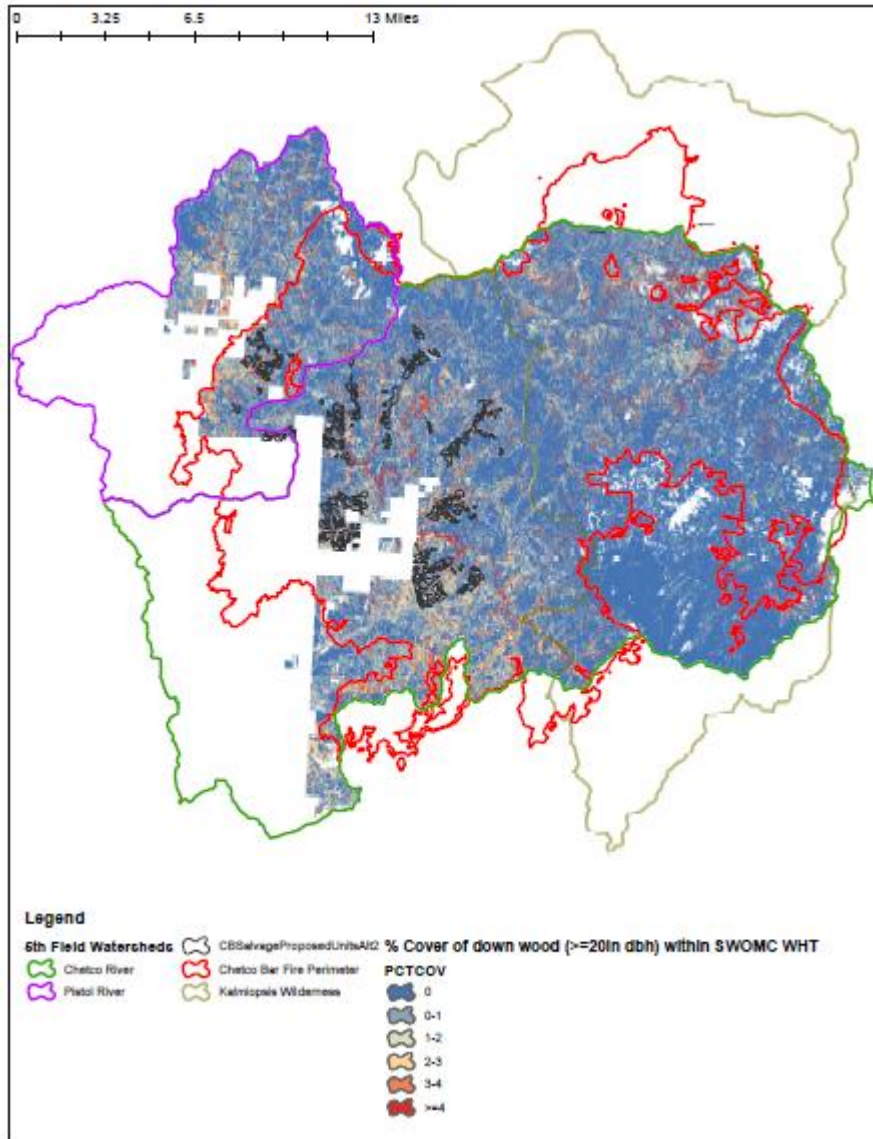 0 3.25 6.5 13 Miles
Legend
5th Field Watersheds
Chetco River
Pistol River
CBSalvageProposedUnitsAlt2
Chetco Bar Fire Perimeter
Kalmiopsis Wilderness
% Cover of down wood (>=20in dbh) within SWOMC WHT
PCTCOV
0
0-1
1-2
2-3
3-4
>=4